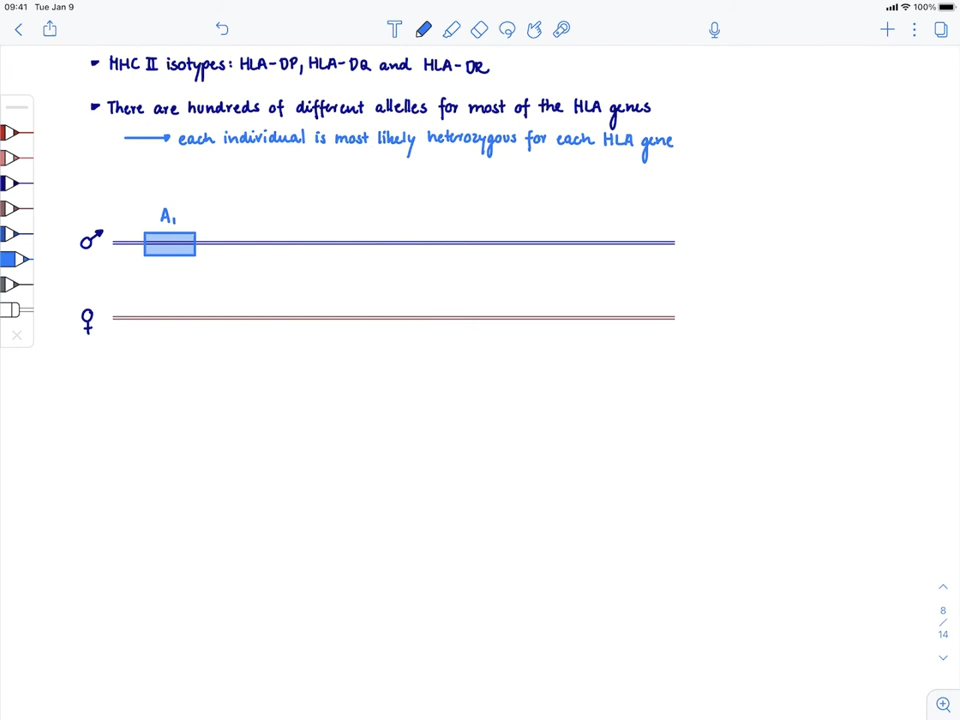 09:41 Tue Jan 9
100%
MHC II isotypes: HLA-DP, HLA-DQ and HLA-DR
There are hundreds of different allelles for most of the HLA genes
each individual is most likely heterozygous for each HLA gene
A₁
8
/
14